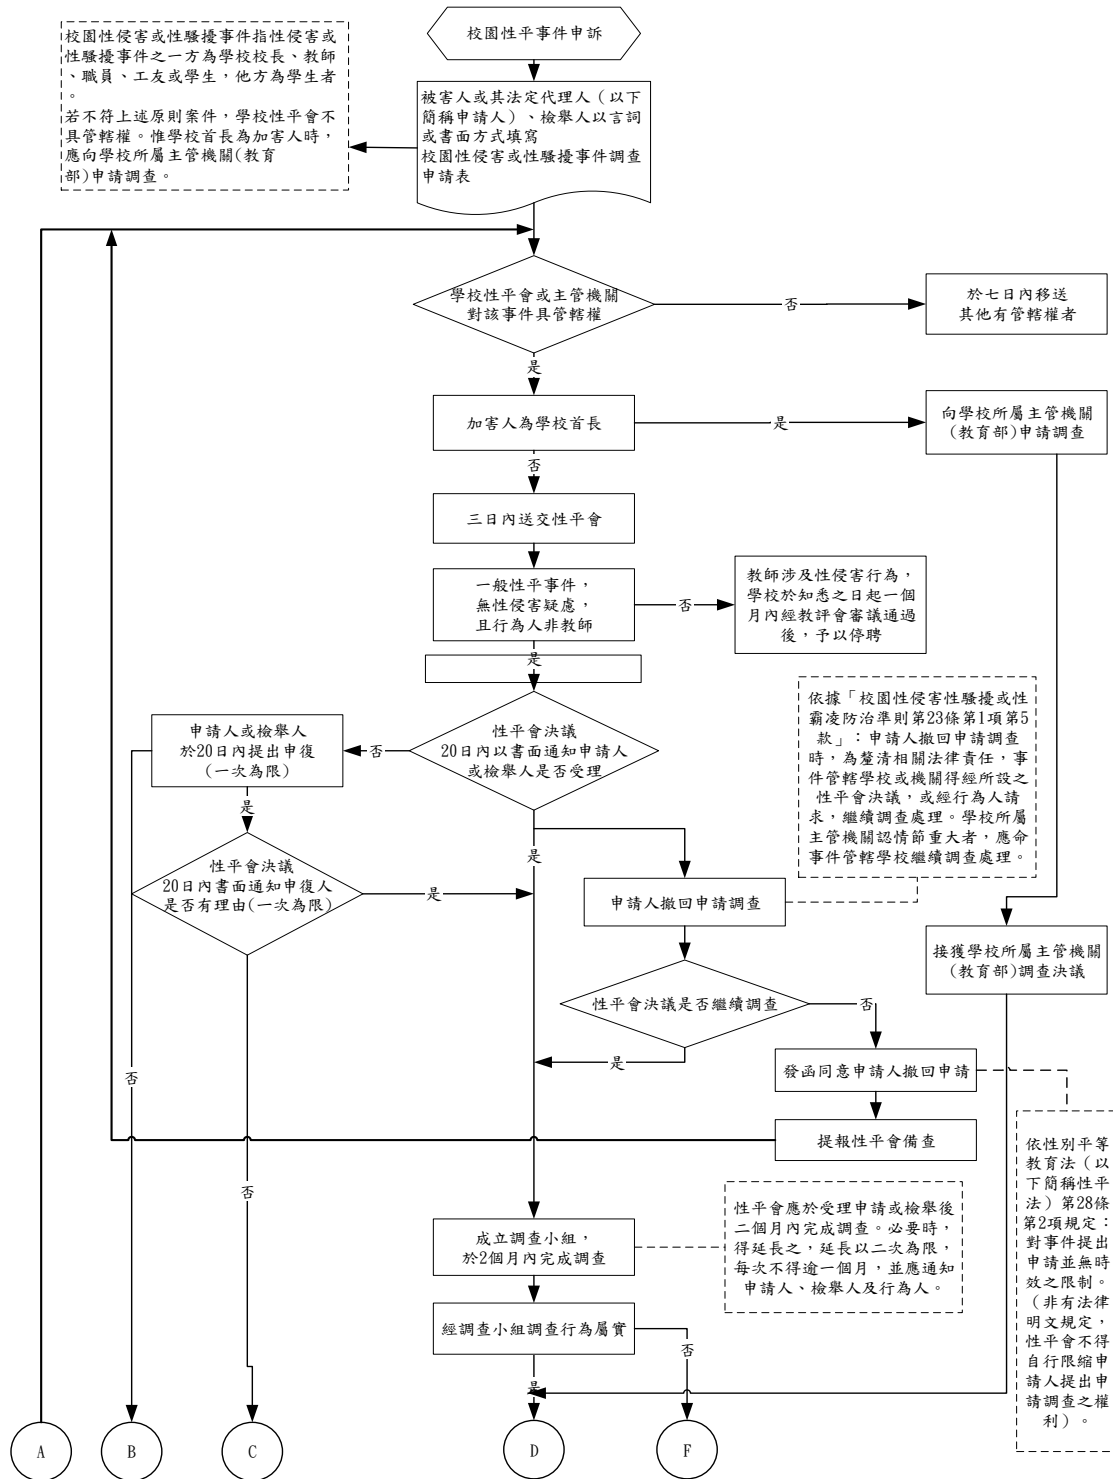 校園性平事件申訴
校園性侵害或性騷擾事件指性侵害或
性騷擾事件之一方為學校校長、教師
、職員、工友或學生，他方為學生者
。
若不符上述原則案件，學校性平會不
具管轄權。惟學校首長為加害人時，
應向學校所屬主管機關(教育
部)申請調查。
被害人或其法定代理人（以下
簡稱申請人）、檢舉人以言詞
或書面方式填寫
校園性侵害或性騷擾事件調查
申請表
學校性平會或主管機關
對該事件具管轄權
否
於七日內移送
其他有管轄權者
是
加害人為學校首長
是
向學校所屬主管機關
(教育部)申請調查
否
三日內送交性平會
一般性平事件，
無性侵害疑慮，
且行為人非教師
否
教師涉及性侵害行為，
學校於知悉之日起一個
月內經教評會審議通過
後，予以停聘
是
依據「校園性侵害性騷擾或性
霸凌防治準則第23條第1項第5
款」：申請人撤回申請調查
時，為釐清相關法律責任，事
件管轄學校或機關得經所設之
性平會決議，或經行為人請
求，繼續調查處理。學校所屬
主管機關認情節重大者，應命
事件管轄學校繼續調查處理。
性平會決議
20日內以書面通知申請人
或檢舉人是否受理
否
申請人或檢舉人
於20日內提出申復
(一次為限)
是
是
性平會決議
20日內書面通知申復人
是否有理由(一次為限)
是
申請人撤回申請調查
接獲學校所屬主管機關
(教育部)調查決議
性平會決議是否繼續調查
否
是
否
發函同意申請人撤回申請
提報性平會備查
依性別平等
教育法（以
下簡稱性平
法）第28條
第2項規定：
對事件提出
申請並無時
效之限制。
（非有法律
明文規定，
性平會不得
自行限縮申
請人提出申
請調查之權
利）。
否
成立調查小組，
於2個月內完成調查
性平會應於受理申請或檢舉後
二個月內完成調查。必要時，
得延長之，延長以二次為限，
每次不得逾一個月，並應通知
申請人、檢舉人及行為人。
經調查小組調查行為屬實
否
是
A
B
C
D
F